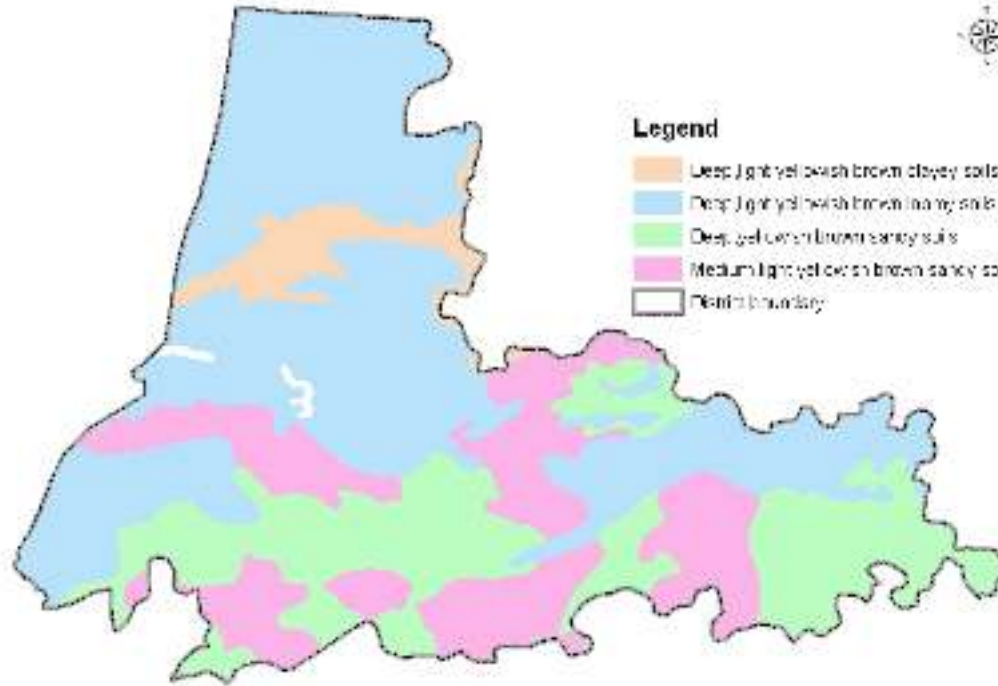 Legend
Deep light yellowish brown clayey soils
Deep light yellowish brown loamy soils
Deep yellowish brown sandy soils
Medium light yellowish brown sandy so
District boundary